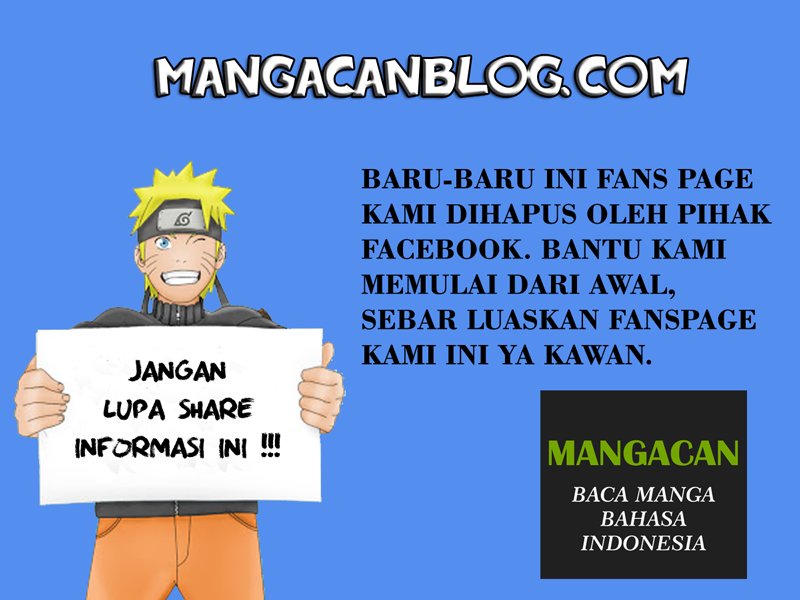 MANGACANBLOG.COM
BARU-BARU INI FANS PAGE
KAMI DIHAPUS OLEH PIHAK
FACEBOOK. BANTU KAMI
MEMULAI DARI AWAL,
SEBAR LUASKAN FANSPAGE
KAMI INI YA KAWAN.
JANGAN
LUPA SHARE
INFORMASI INI !!!
MANGACAN
BACA MANGA
BAHASA
INDONESIA